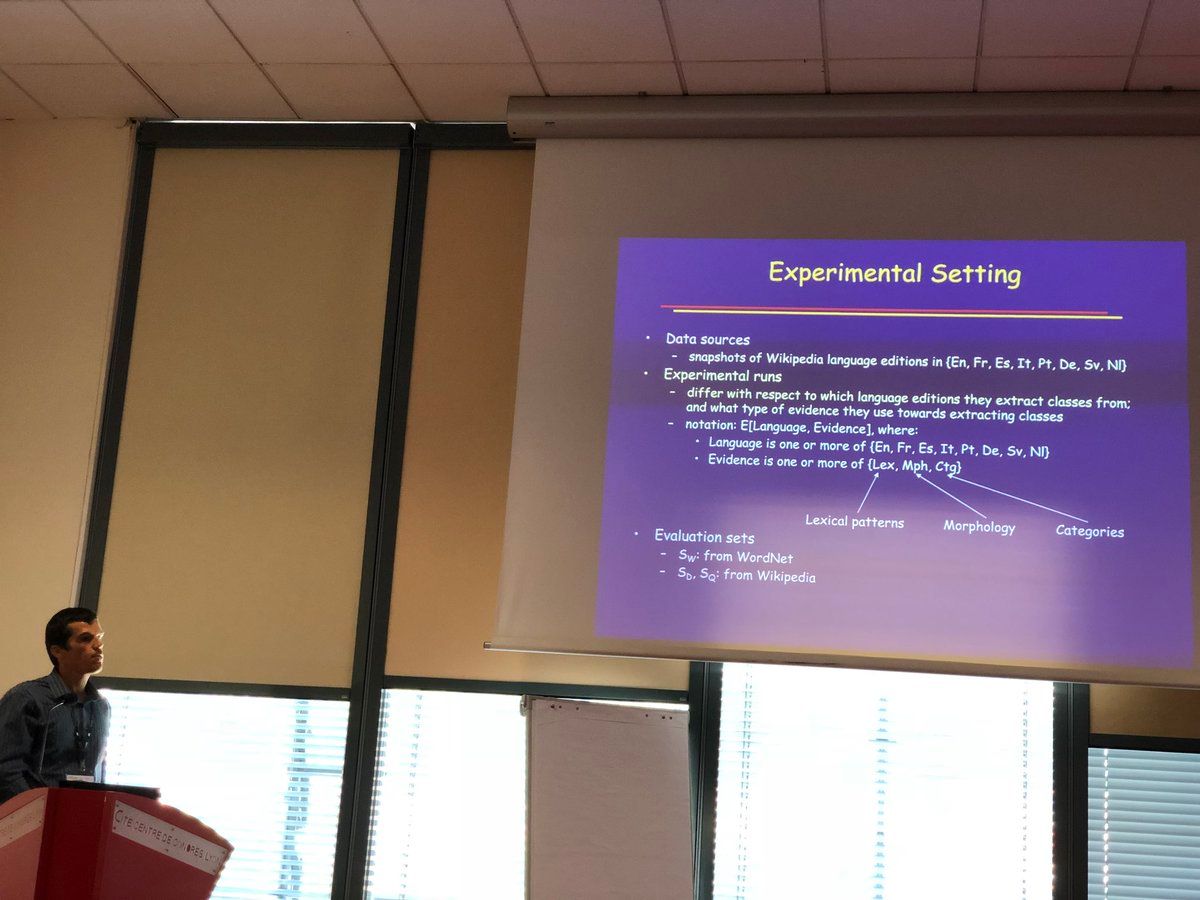 Experimental Setting
• Data sources
– snapshots of Wikipedia language editions in {En, Fr, Es, It, Pt, De, Sv, Nl}
• Experimental runs
– differ with respect to which language editions they extract classes from;
and what type of evidence they use towards extracting classes
– notation: E[Language, Evidence], where:
• Language is one or more of {En, Fr, Es, It, Pt, De, Sv, Nl}
• Evidence is one or more of {Lex, Mph, Ctg}
Lexical patterns Morphology Categories
• Evaluation sets
– SW: from WordNet
– SD, SQ: from Wikipedia
CITE CENTRE DE CONGRES LYON